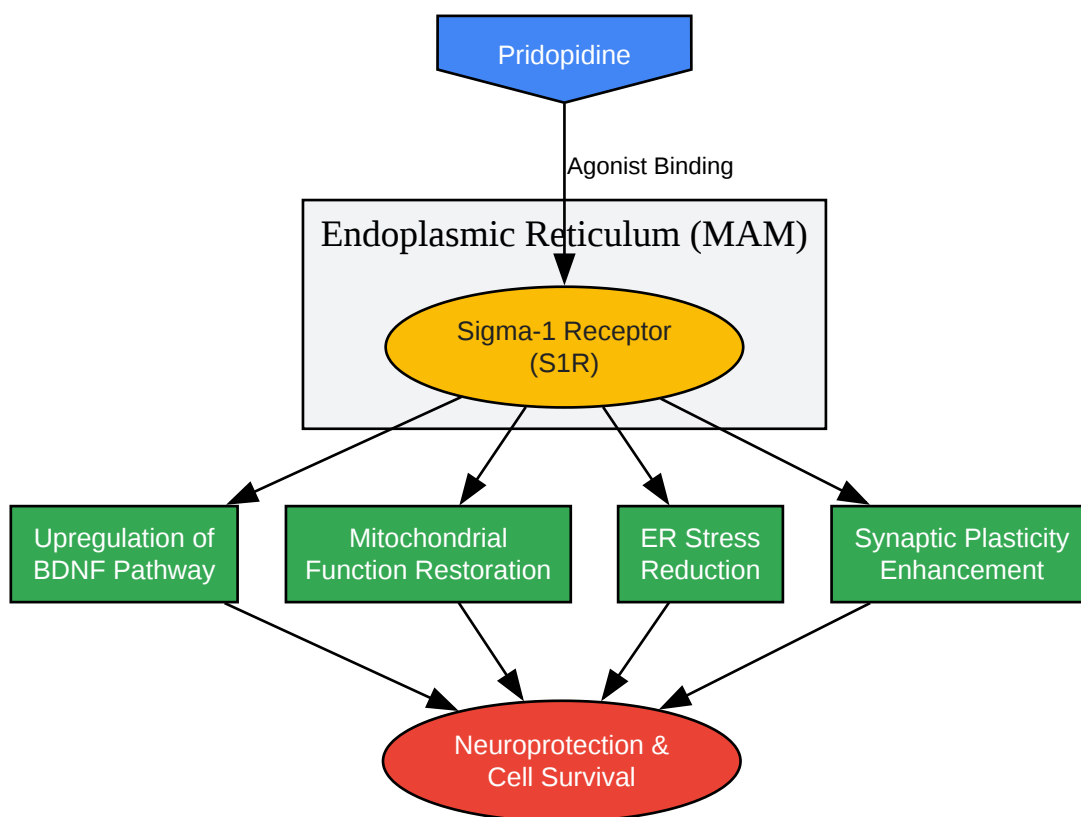 Pridopidine
Agonist Binding
Endoplasmic Reticulum (MAM)
Sigma-1 Receptor
(S1R)
Upregulation of
BDNF Pathway
Mitochondrial
Function Restoration
ER Stress
Reduction
Synaptic Plasticity
Enhancement
Neuroprotection &
Cell Survival